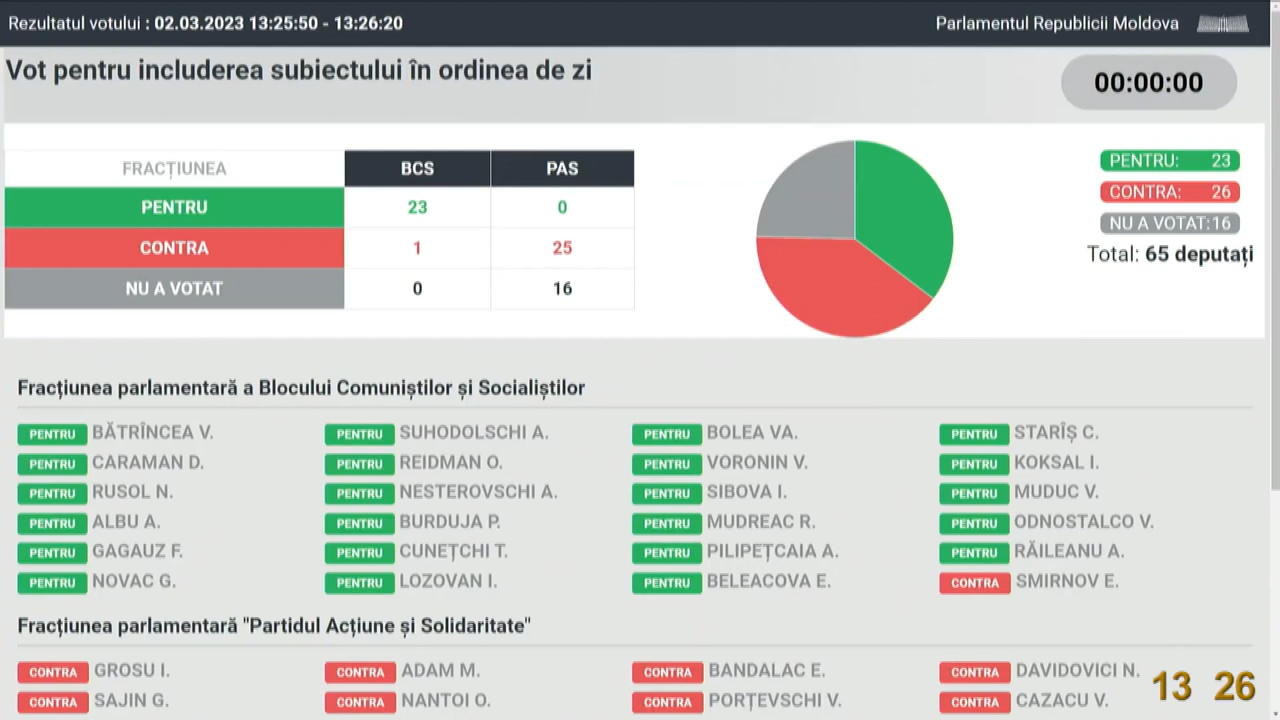 Rezultatul votului : 02.03.2023 13:25:50 - 13:26:20 Parlamentul Republicii Moldova
Vot pentru includerea subiectului în ordinea de zi
00:00:00
FRACȚIUNEA BCS PAS
PENTRU 23 0
CONTRA 1 25
NU A VOTAT 0 16
PENTRU: 23
CONTRA: 26
NU A VOTAT: 16
Total: 65 deputați
Fracțiunea parlamentară a Blocului Comuniștilor și Socialiștilor
PENTRU BĂTRÎNCEA V. PENTRU SUHODOLSCHI A. PENTRU BOLEA VA. PENTRU STARÎȘ C.
PENTRU CARAMAN D. PENTRU REIDMAN O. PENTRU VORONIN V. PENTRU KOKSAL I.
PENTRU RUSOL N. PENTRU NESTEROVSCHI A. PENTRU SIBOVA I. PENTRU MUDUC V.
PENTRU ALBU A. PENTRU BURDUJA P. PENTRU MUDREAC R. PENTRU ODNOSTALCO V.
PENTRU GAGAUZ F. PENTRU CUNEȚCHI T. PENTRU PILIPEȚCAIA A. PENTRU RĂILEANU A.
PENTRU NOVAC G. PENTRU LOZOVAN I. PENTRU BELEACOVA E. CONTRA SMIRNOV E.
Fracțiunea parlamentară "Partidul Acțiune și Solidaritate"
CONTRA GROSU I. CONTRA ADAM M. CONTRA BANDALAC E. CONTRA DAVIDOVICI N.
CONTRA SAJIN G. CONTRA NANTOI O. CONTRA PORȚEVSCHI V. CONTRA CAZACU V.
13 26